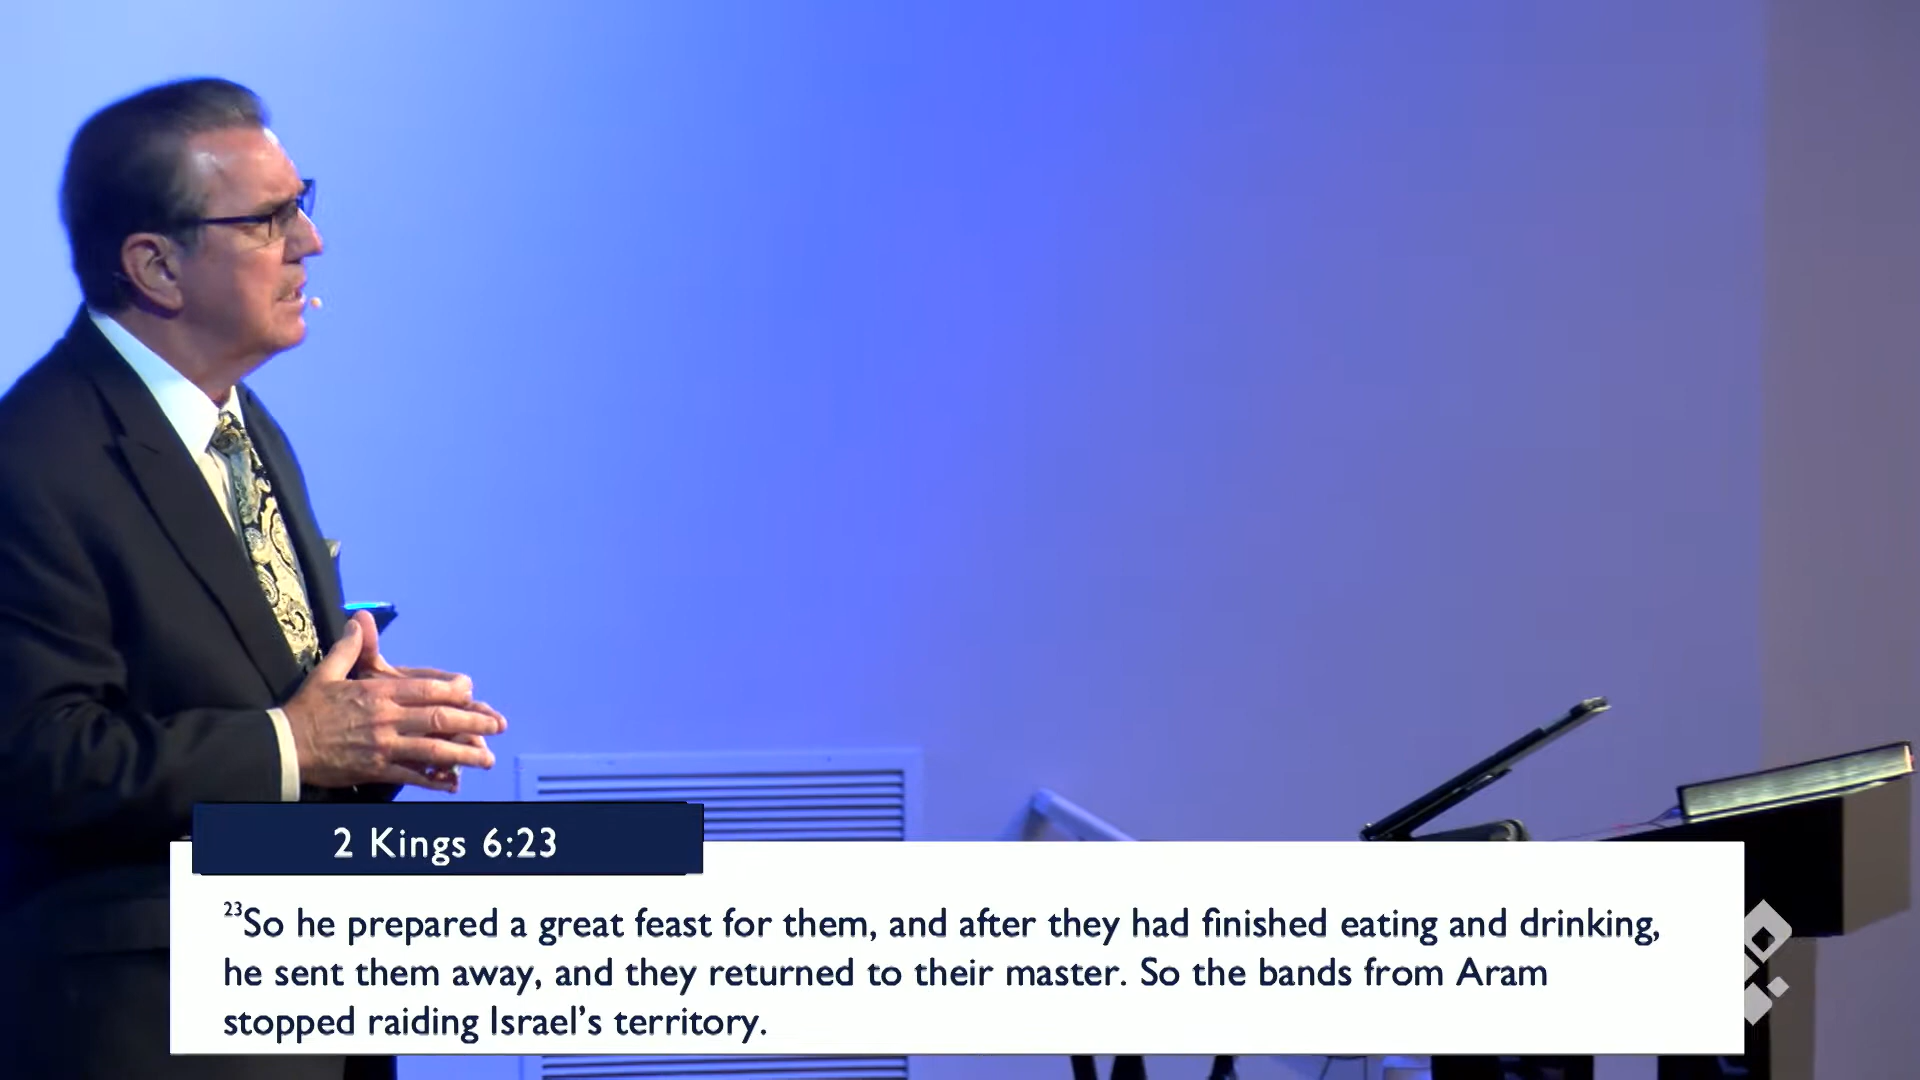 2 Kings 6:23
²³So he prepared a great feast for them, and after they had finished eating and drinking,
he sent them away, and they returned to their master. So the bands from Aram
stopped raiding Israel’s territory.